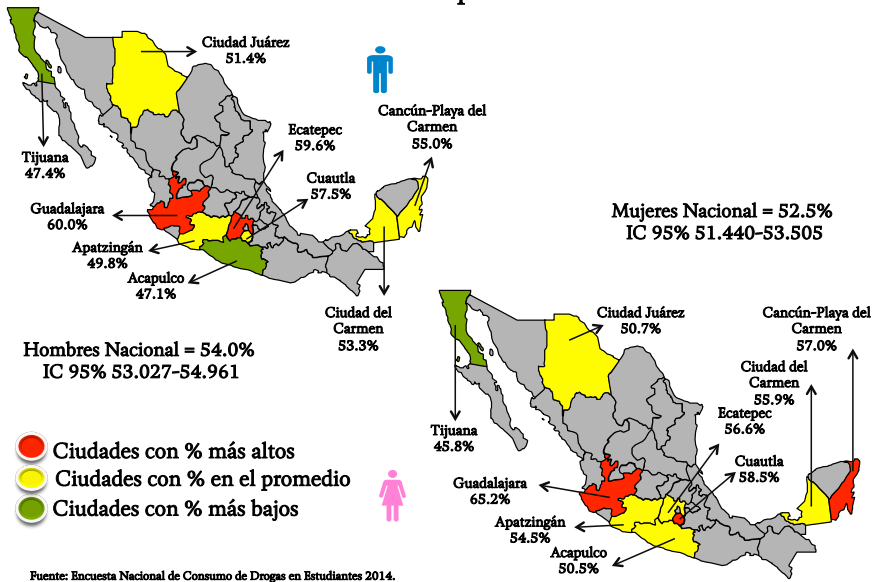 Ciudad Juárez
51.4%
Cancún-Playa del
Carmen
55.0%
Ecatepec
59.6%
Tijuana
47.4%
Cuautla
57.5%
Guadalajara
60.0%
Apatzingán
49.8%
Acapulco
47.1%
Ciudad del
Carmen
53.3%
Hombres Nacional = 54.0%
IC 95% 53.027-54.961
Mujeres Nacional = 52.5%
IC 95% 51.440-53.505
Ciudad Juárez
50.7%
Cancún-Playa del
Carmen
57.0%
Ciudad del
Carmen
55.9%
Ecatepec
56.6%
Tijuana
45.8%
Cuautla
58.5%
Guadalajara
65.2%
Apatzingán
54.5%
Acapulco
50.5%
Ciudades con % más altos
Ciudades con % en el promedio
Ciudades con % más bajos
Fuente: Encuesta Nacional de Consumo de Drogas en Estudiantes 2014.